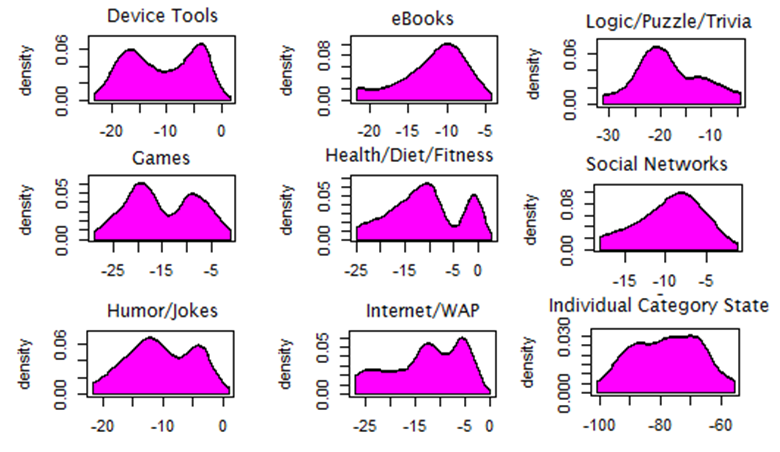 Device Tools
density
0.00 0.06
-20 -10 0
eBooks
density
0.00 0.08
-20 -15 -10 -5
Logic/Puzzle/Trivia
density
0.00 0.06
-30 -20 -10
Games
density
0.00 0.05
-25 -15 -5
Health/Diet/Fitness
density
0.00 0.05
-25 -15 -5 0
Social Networks
density
0.00 0.08
-15 -10 -5
Humor/Jokes
density
0.00 0.06
-20 -10 0
Internet/WAP
density
0.00 0.05
-25 -15 -5 0
Individual Category State
density
0.000 0.030
-100 -80 -60